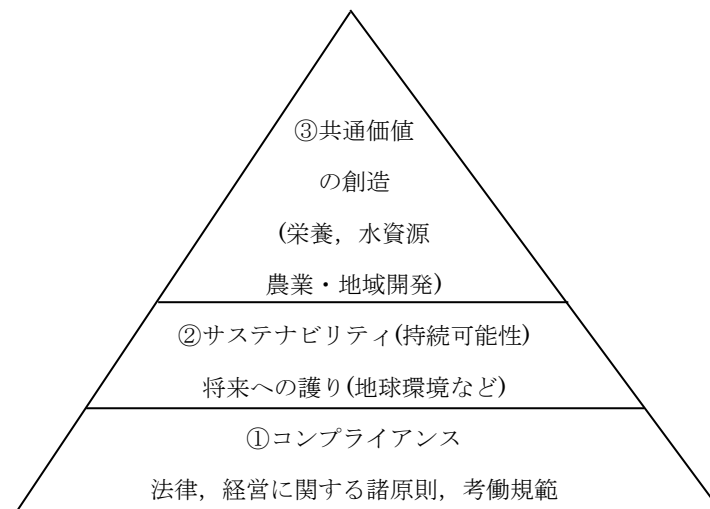 ③共通価値
の創造
(栄養，水資源
農業・地域開発)
②サステナビリティ(持続可能性)
将来への護り(地球環境など)
①コンプライアンス
法律，経営に関する諸原則，考働規範